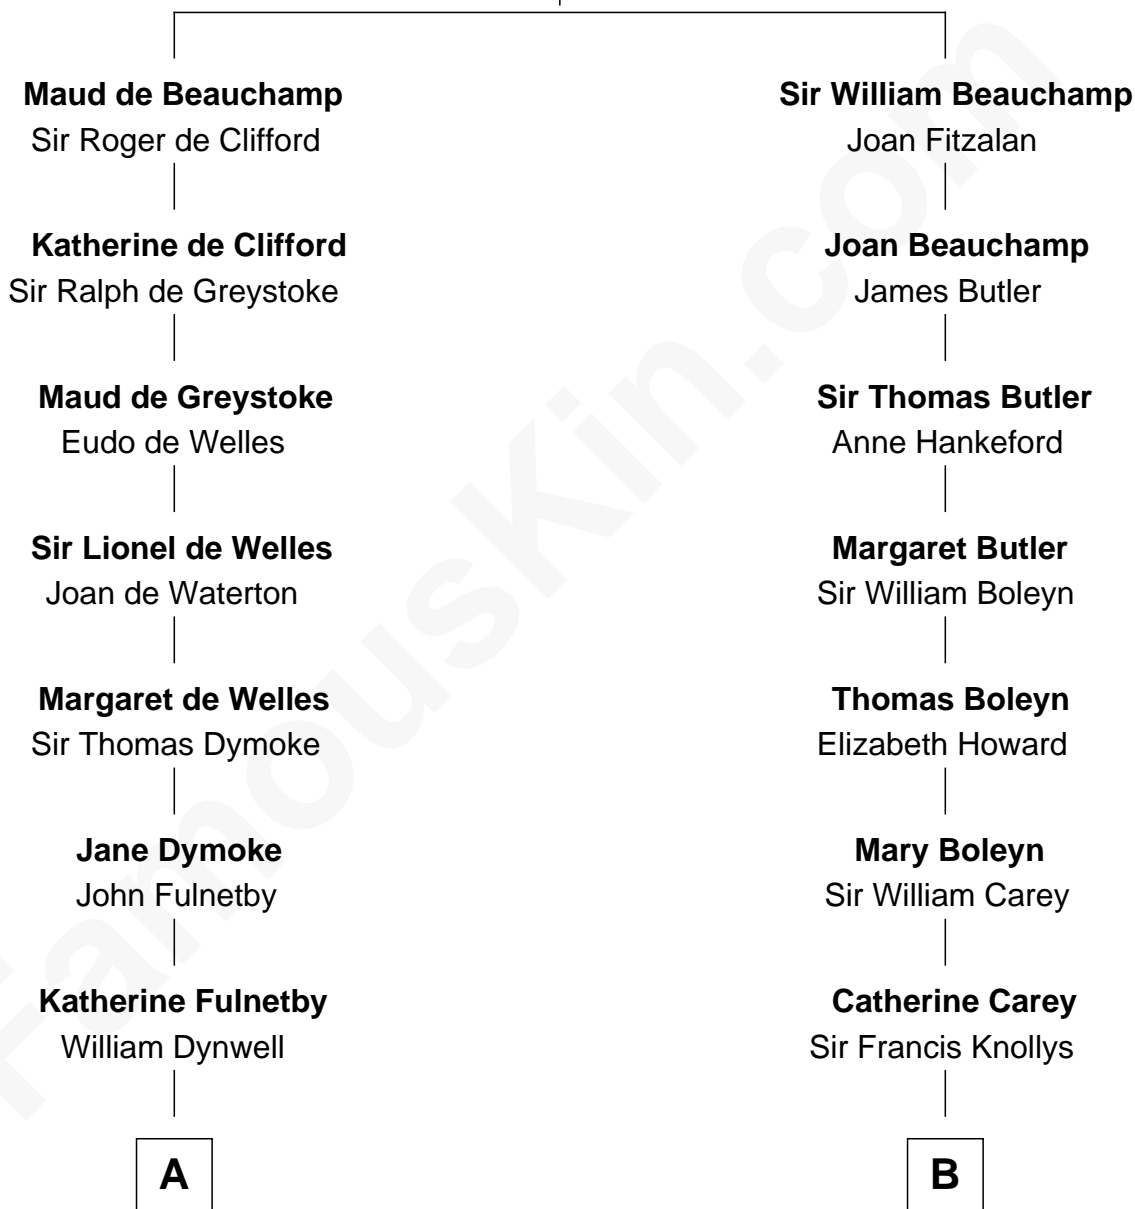 Maud de Beauchamp
Sir Roger de Clifford
Katherine de Clifford
Sir Ralph de Greystoke
Maud de Greystoke
Eudo de Welles
Sir Lionel de Welles
Joan de Waterton
Margaret de Welles
Sir Thomas Dymoke
Jane Dymoke
John Fulnetby
Katherine Fulnetby
William Dynwell
A
Sir William Beauchamp
Joan Fitzalan
Joan Beauchamp
James Butler
Sir Thomas Butler
Anne Hankeford
Margaret Butler
Sir William Boleyn
Thomas Boleyn
Elizabeth Howard
Mary Boleyn
Sir William Carey
Catherine Carey
Sir Francis Knollys
B
FamousKin.com